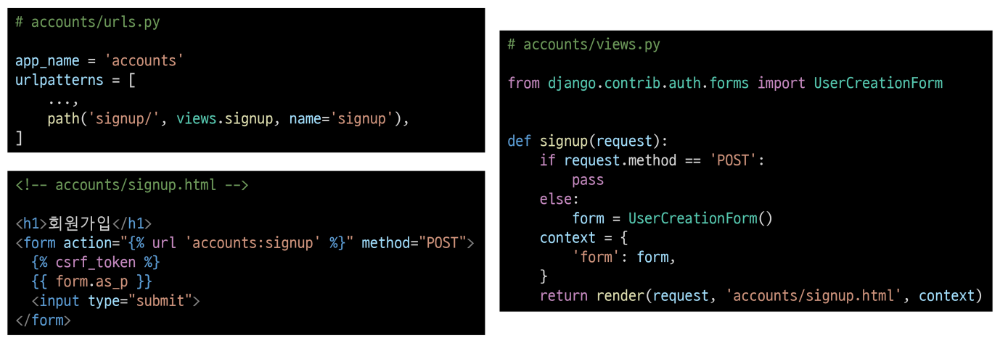 # accounts/urls.py
app_name = 'accounts'
urlpatterns = [
    ...,
    path('signup/', views.signup, name='signup'),
]
<!-- accounts/signup.html -->
<h1>회원가입</h1>
<form action="{% url 'accounts:signup' %}" method="POST">
  {% csrf_token %}
  {{ form.as_p }}
  <input type="submit">
</form>
# accounts/views.py
from django.contrib.auth.forms import UserCreationForm
def signup(request):
    if request.method == 'POST':
        pass
    else:
        form = UserCreationForm()
    context = {
        'form': form,
    }
    return render(request, 'accounts/signup.html', context)